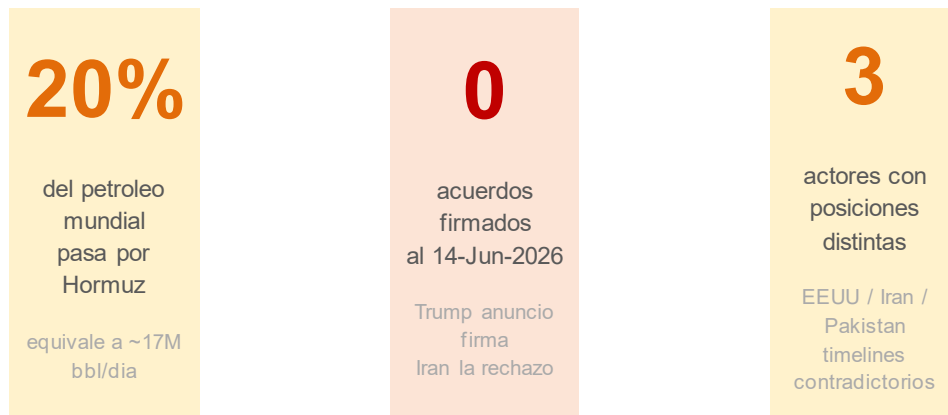 20%
del petroleo
mundial
pasa por
Hormuz
equivale a ~17M
bbl/dia
0
acuerdos
firmados
al 14-Jun-2026
Trump anuncio
firma
Iran la rechazo
3
actores con
posiciones
distintas
EEUU / Iran /
Pakistan
timelines
contradictorios